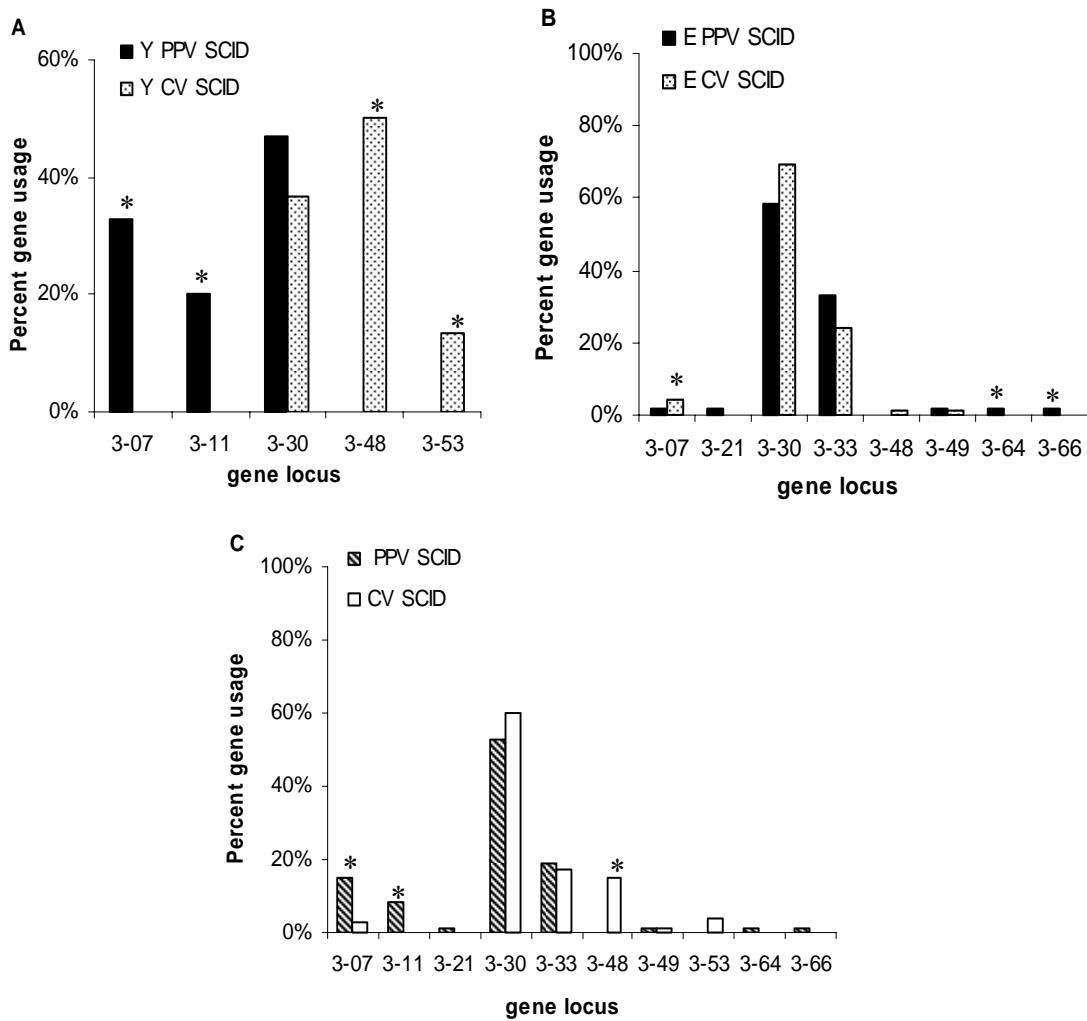 A
Y PPV SCID
Y CV SCID
60%
40%
20%
0%
Percent gene usage
* * * *
3-07 3-11 3-30 3-48 3-53
gene locus
B
E PPV SCID
E CV SCID
100%
80%
60%
40%
20%
0%
Percent gene usage
* * *
3-07 3-21 3-30 3-33 3-48 3-49 3-64 3-66
gene locus
C
PPV SCID
CV SCID
100%
80%
60%
40%
20%
0%
Percent gene usage
* * *
3-07 3-11 3-21 3-30 3-33 3-48 3-49 3-53 3-64 3-66
gene locus